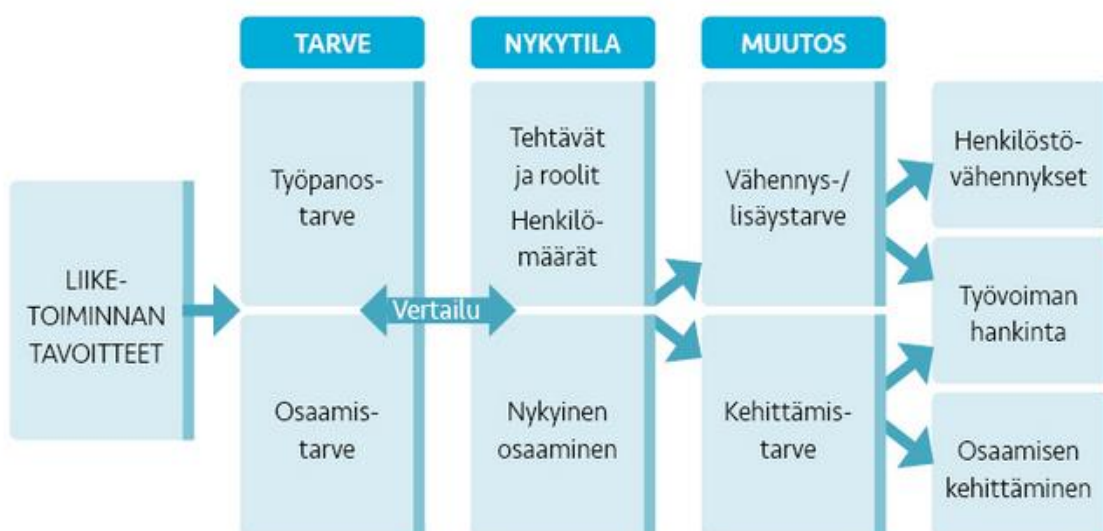 TARVE
NYKYTILA
MUUTOS
LIIKE-
TOIMINNAN
TAVOITTEET
Työpanos-
tarve
Osaamis-
tarve
Vertailu
Tehtävät
ja roolit
Henkilö-
määrät
Nykyinen
osaaminen
Vähennys-/
lisäystarve
Kehittämis-
tarve
Henkilöstö-
vähennykset
Työvoiman
hankinta
Osaamisen
kehittäminen